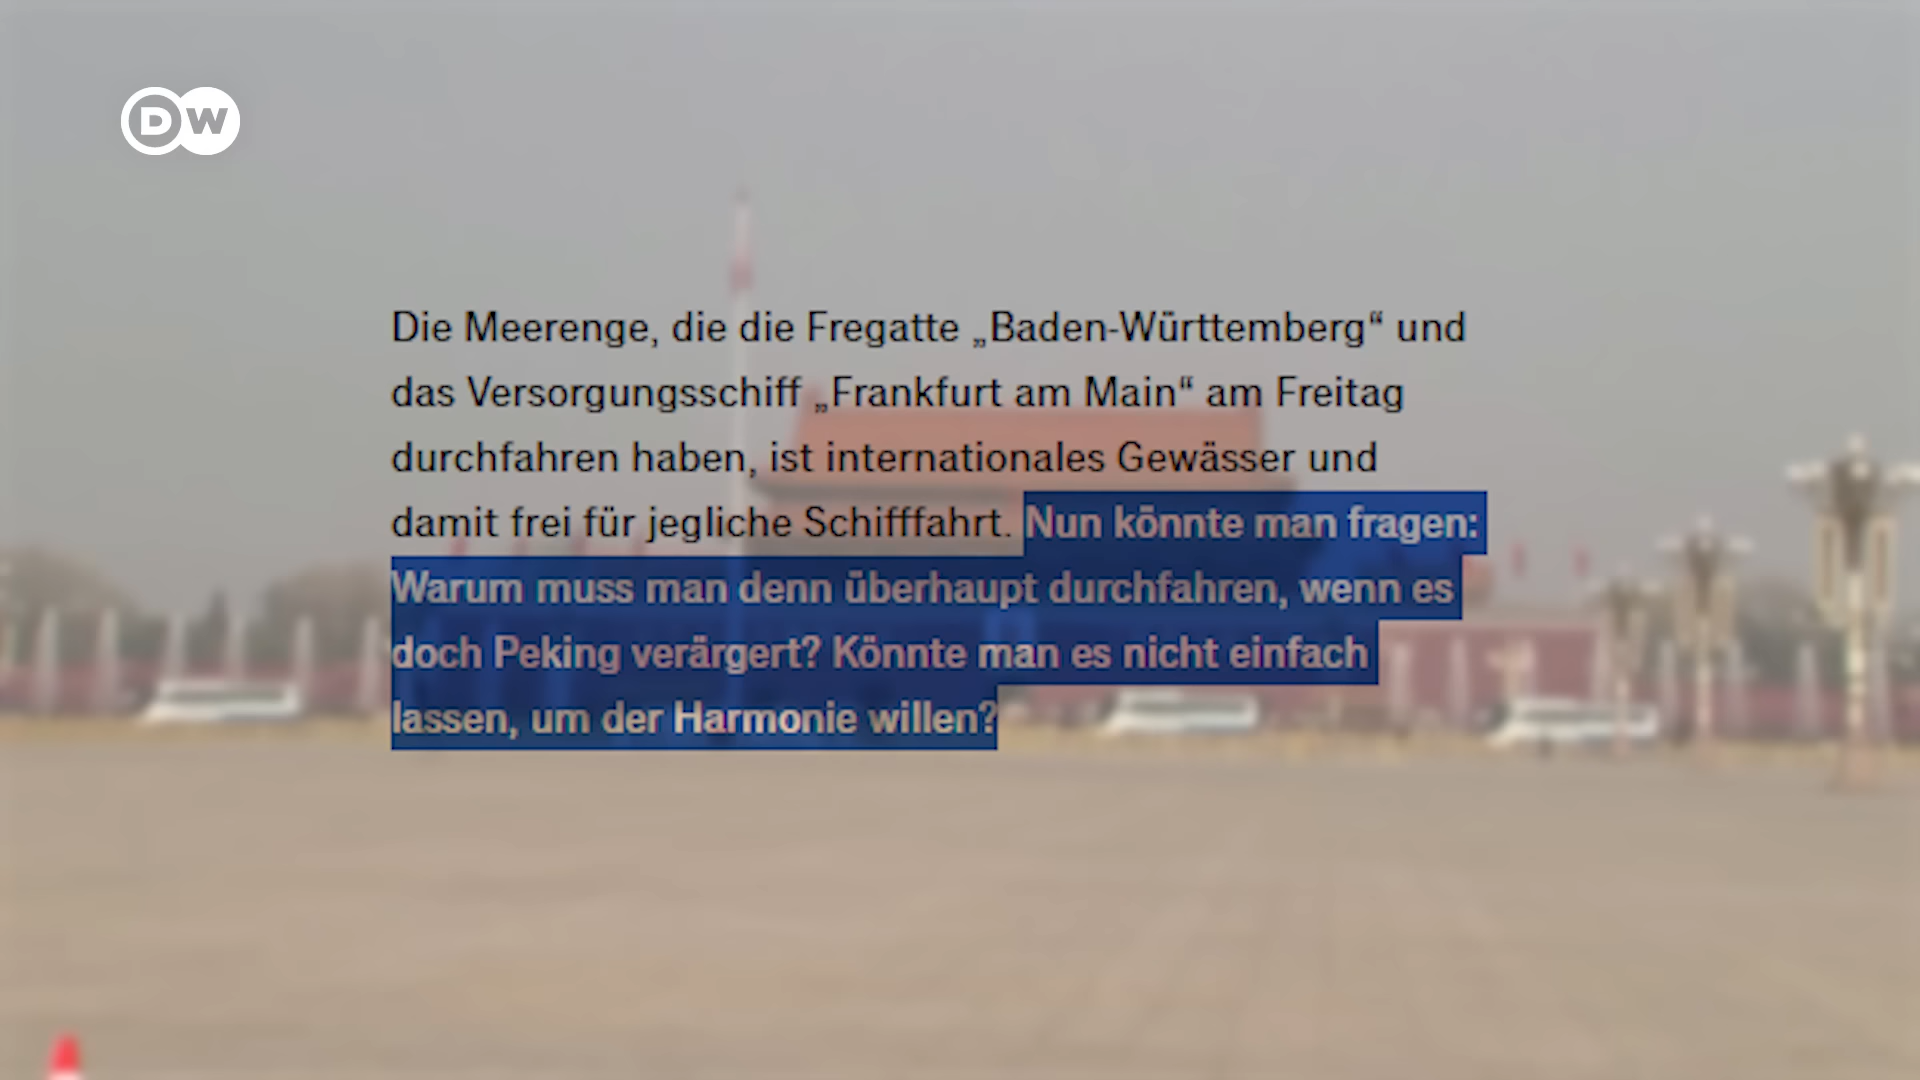 DW
Die Meerenge, die die Fregatte „Baden-Württemberg“ und
das Versorgungsschiff „Frankfurt am Main“ am Freitag
durchfahren haben, ist internationales Gewässer und
damit frei für jegliche Schifffahrt. Nun könnte man fragen:
Warum muss man denn überhaupt durchfahren, wenn es
doch Peking verärgert? Könnte man es nicht einfach
lassen, um der Harmonie willen?